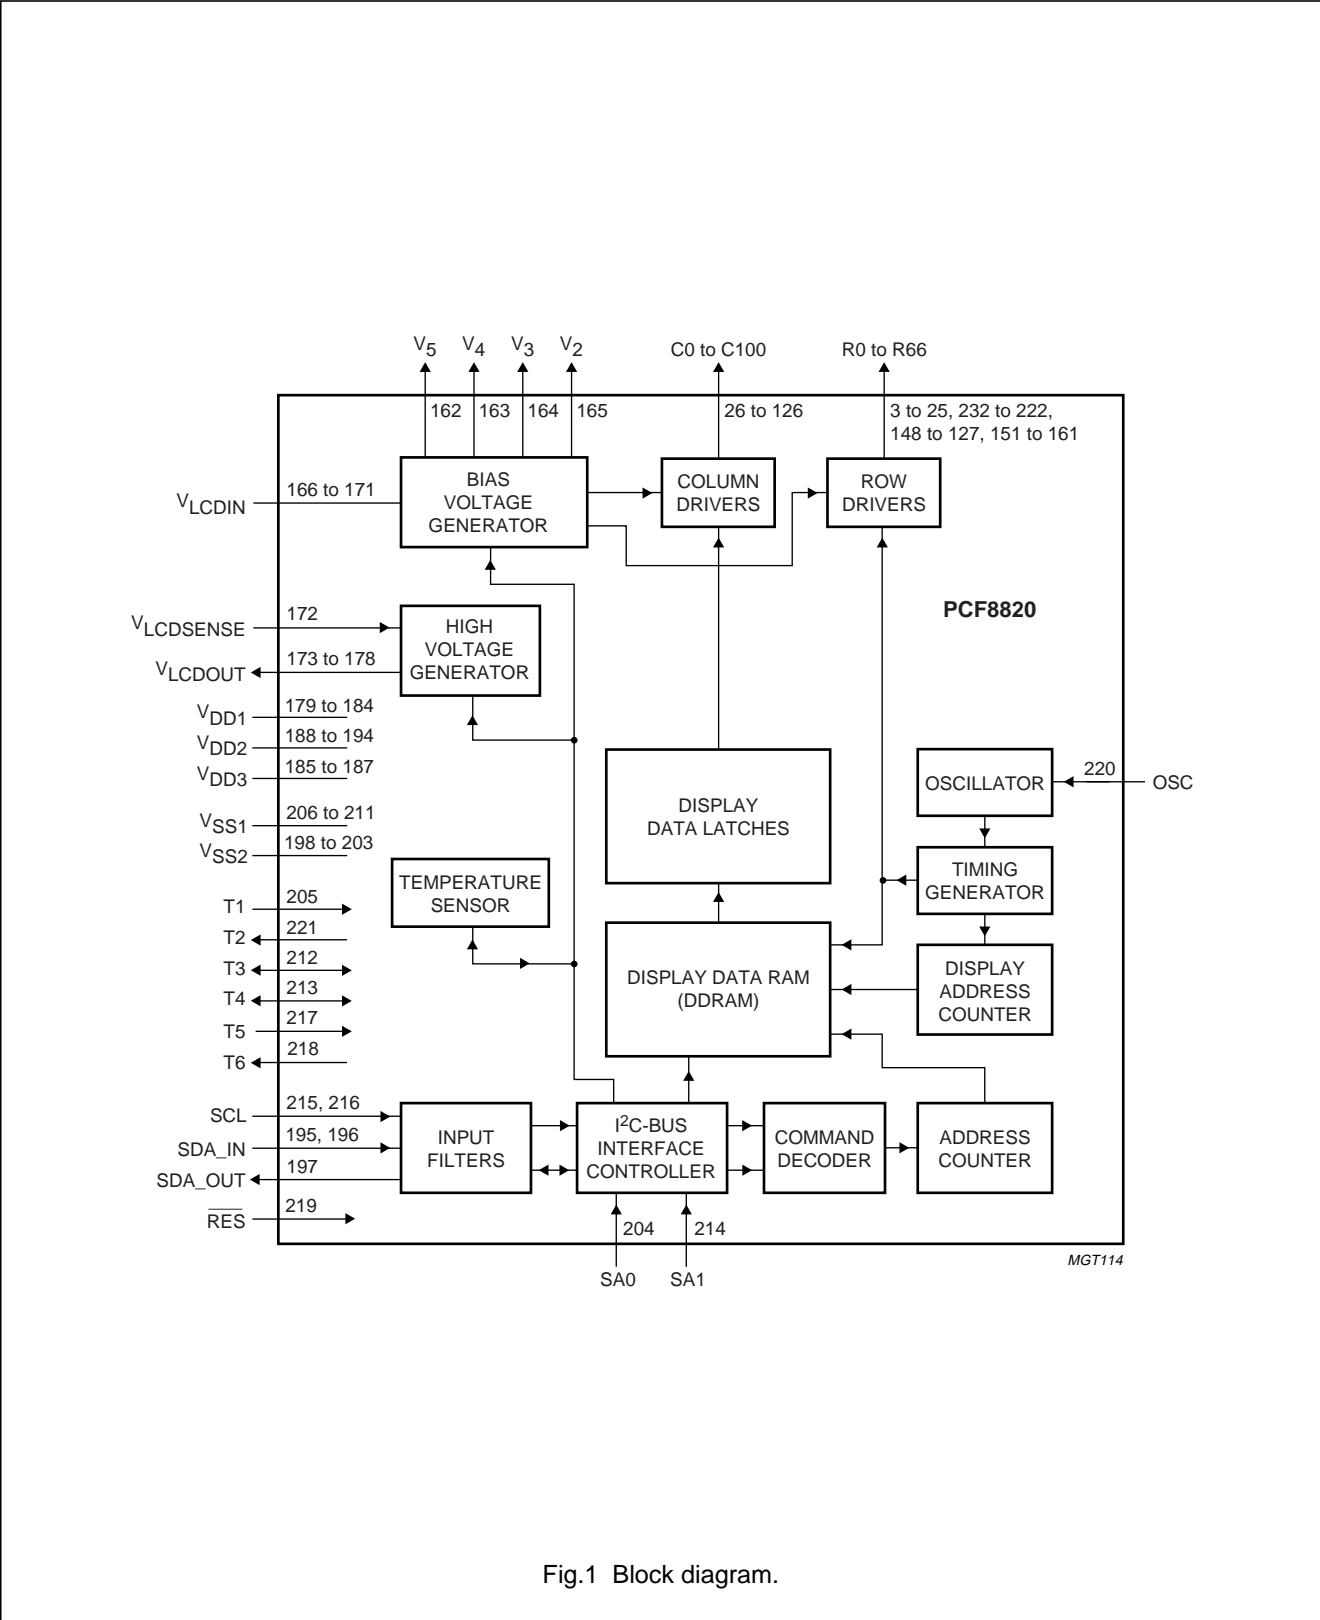 V5 V4 V3 V2 C0 to C100 R0 to R66
162 163 164 165 26 to 126 3 to 25, 232 to 222,
148 to 127, 151 to 161
VLCDIN 166 to 171
BIAS
VOLTAGE
GENERATOR
COLUMN
DRIVERS
ROW
DRIVERS
PCF8820
VLCDSENSE 172
VLCDOUT 173 to 178
HIGH
VOLTAGE
GENERATOR
VDD1 179 to 184
VDD2 188 to 194
VDD3 185 to 187
VSS1 206 to 211
VSS2 198 to 203
DISPLAY
DATA LATCHES
OSCILLATOR
220 OSC
TIMING
GENERATOR
TEMPERATURE
SENSOR
T1 205
T2 221
T3 212
T4 213
T5 217
T6 218
DISPLAY DATA RAM
(DDRAM)
DISPLAY
ADDRESS
COUNTER
SCL 215, 216
SDA_IN 195, 196
SDA_OUT 197
RES 219
INPUT
FILTERS
I2C-BUS
INTERFACE
CONTROLLER
COMMAND
DECODER
ADDRESS
COUNTER
204 214
SA0 SA1
MGT114
Fig.1 Block diagram.